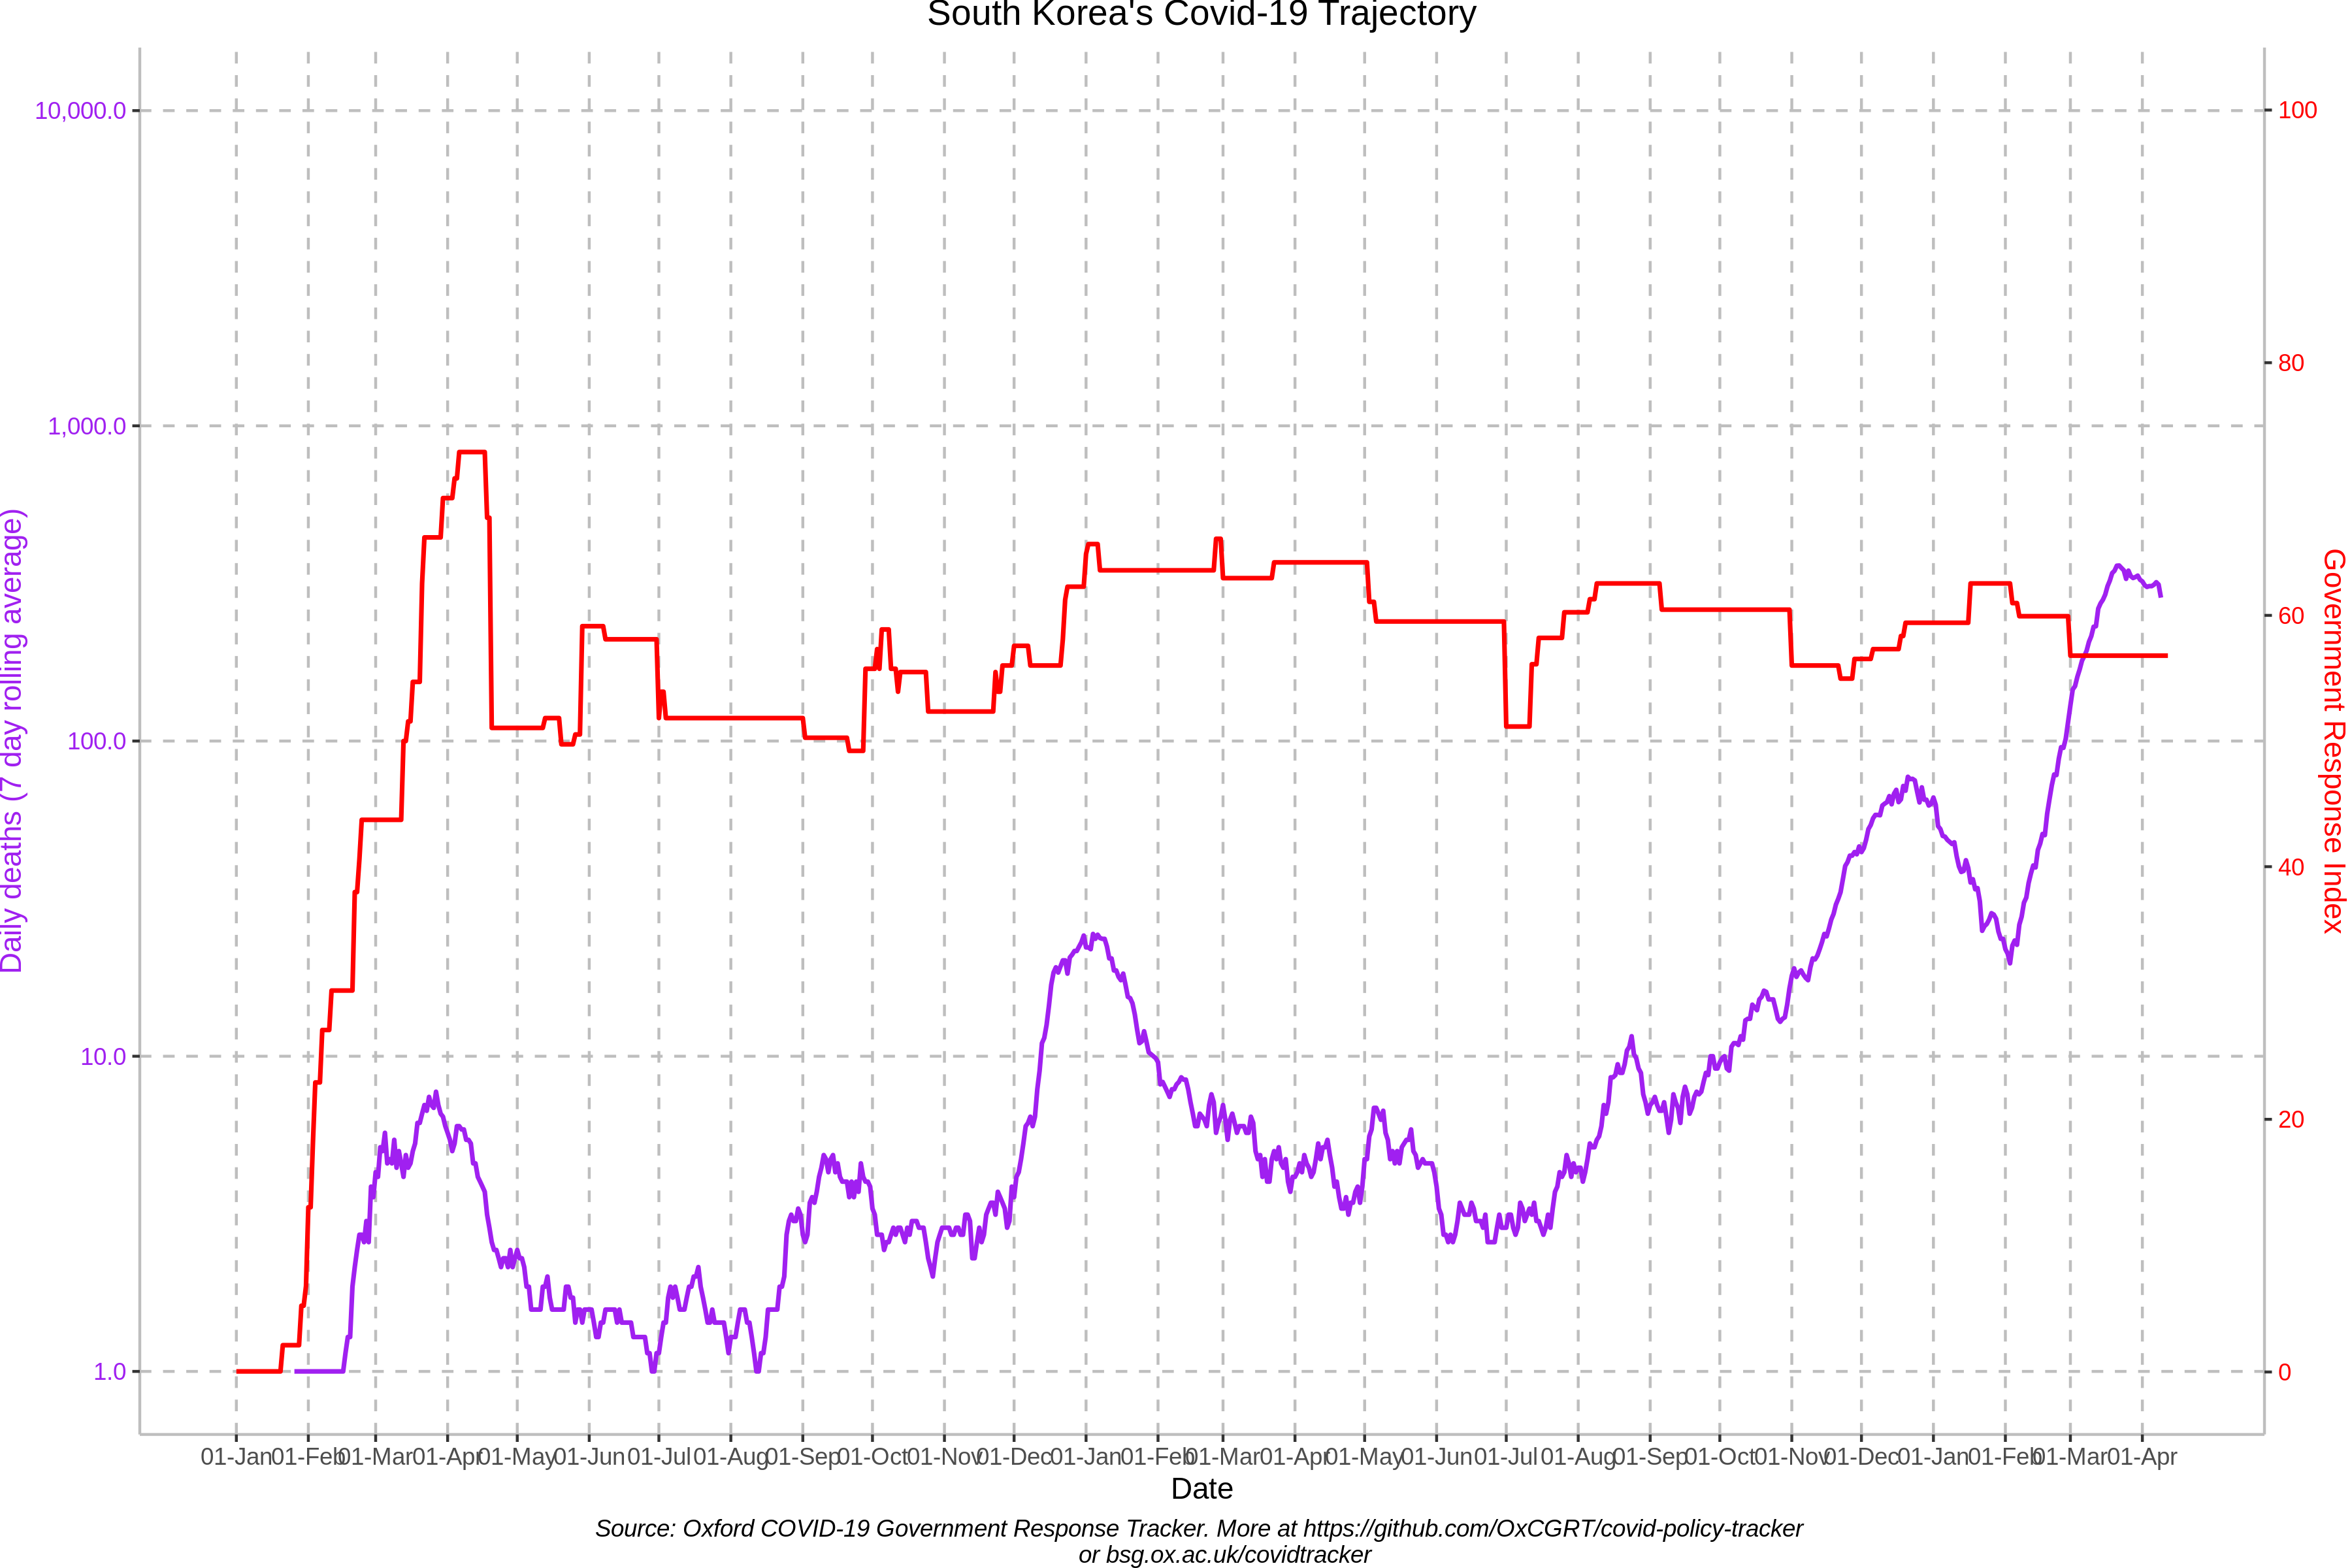 South Korea's Covid-19 Trajectory
10,000.0
1,000.0
100.0
10.0
1.0
Daily deaths (7 day rolling average)
100
80
60
40
20
0
Government Response Index
01-Jan 01-Feb 01-Mar 01-Apr 01-May 01-Jun 01-Jul 01-Aug 01-Sep 01-Oct 01-Nov 01-Dec 01-Jan 01-Feb 01-Mar 01-Apr 01-May 01-Jun 01-Jul 01-Aug 01-Sep 01-Oct 01-Nov 01-Dec 01-Jan 01-Feb 01-Mar 01-Apr
Date
Source: Oxford COVID-19 Government Response Tracker. More at https://github.com/OxCGRT/covid-policy-tracker
or bsg.ox.ac.uk/covidtracker